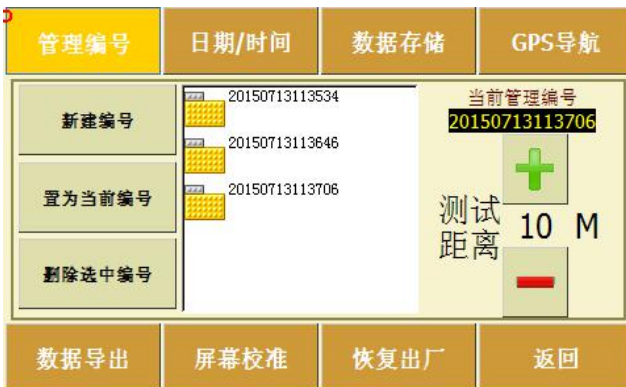 管理编号
日期/时间
数据存储
GPS导航
新建编号
置为当前编号
删除选中编号
20150713113534
20150713113646
20150713113706
当前管理编号
20150713113706
测试
距离
10 M
数据导出
屏幕校准
恢复出厂
返回